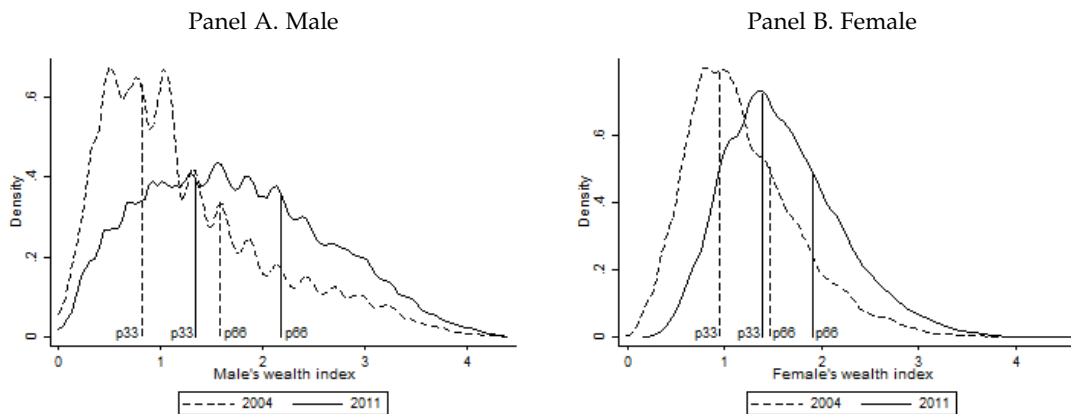 Panel A. Male
Density
0 .2 .4 .6
p33 p33 p66 p66
0 1 2 3 4
Male's wealth index
2004 2011
Panel B. Female
Density
0 .2 .4 .6
p33 p33 p66 p66
0 1 2 3 4
Female's wealth index
2004 2011